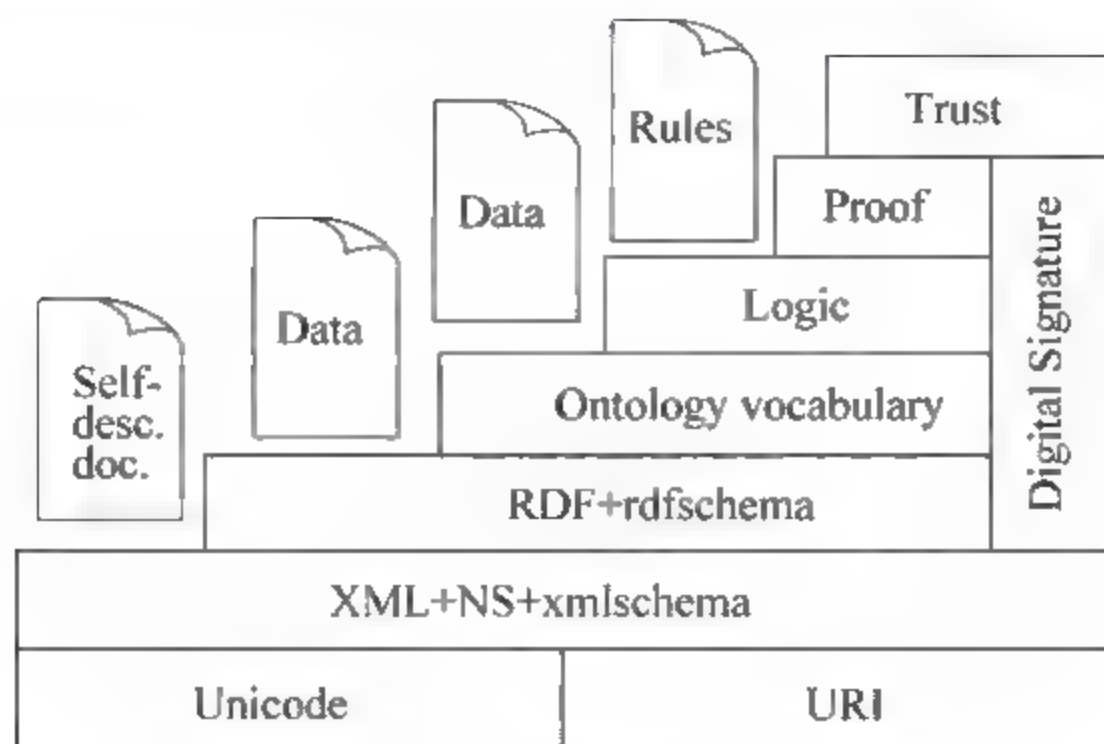 Trust
Rules
Proof
Data
Logic
Data
Self-
desc.
doc.
Ontology vocabulary
Digital Signature
RDF+rdfschema
XML+NS+xmlschema
Unicode
URI